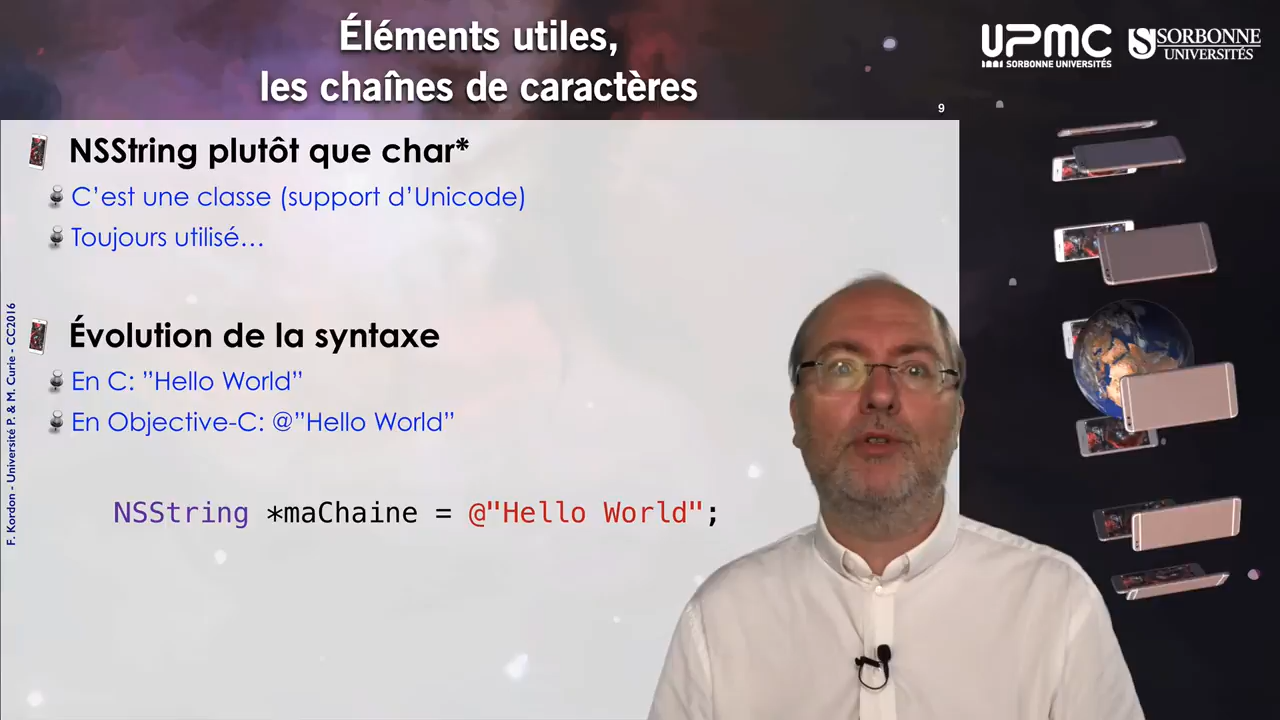 Éléments utiles,
les chaînes de caractères
UPMC
SORBONNE UNIVERSITÉS
SORBONNE
UNIVERSITÉS
9
NSString plutôt que char*
C’est une classe (support d’Unicode)
Toujours utilisé…
Évolution de la syntaxe
En C: ”Hello World”
En Objective-C: @”Hello World”
NSString *maChaine = @"Hello World";
F. Kordon - Université P. & M. Curie - CC2016